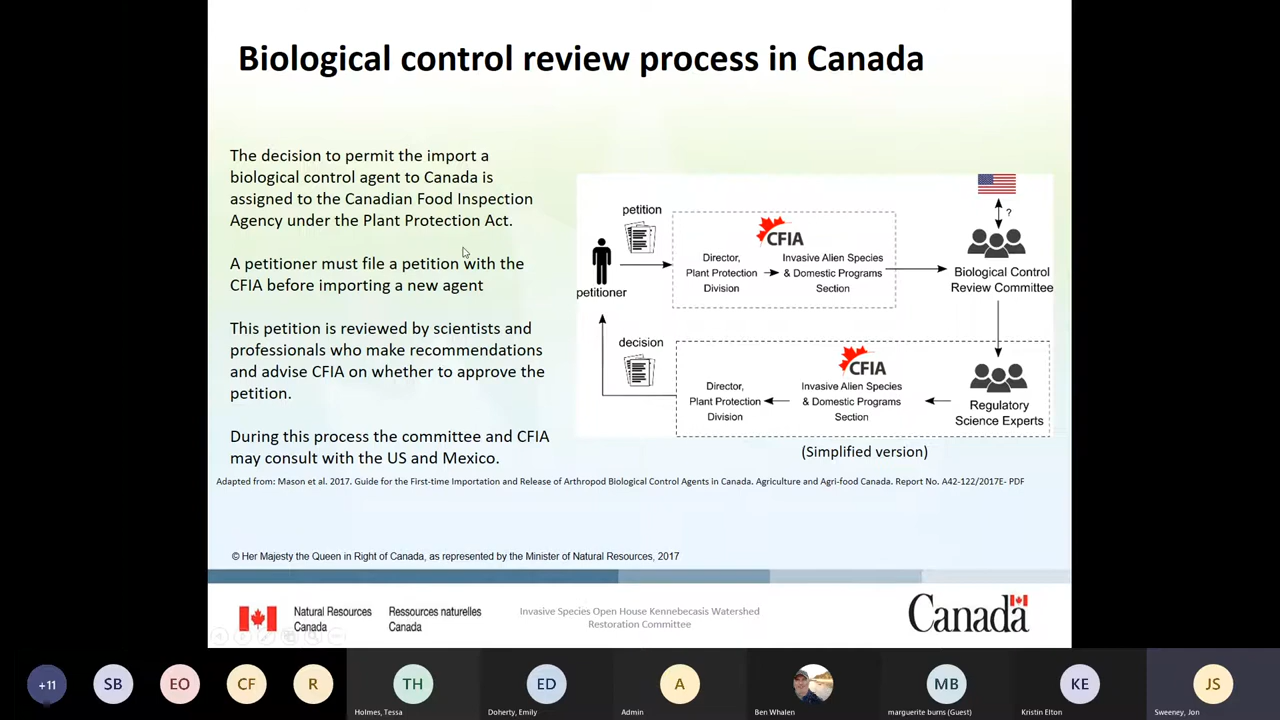 Biological control review process in Canada
The decision to permit the import a
biological control agent to Canada is
assigned to the Canadian Food Inspection
Agency under the Plant Protection Act.
A petitioner must file a petition with the
CFIA before importing a new agent
This petition is reviewed by scientists and
professionals who make recommendations
and advise CFIA on whether to approve the
petition.
During this process the committee and CFIA
may consult with the US and Mexico.
petition
petitioner
CFIA
Director,
Plant Protection
Division
Invasive Alien Species
& Domestic Programs
Section
?
Biological Control
Review Committee
decision
CFIA
Director,
Plant Protection
Division
Invasive Alien Species
& Domestic Programs
Section
Regulatory
Science Experts
(Simplified version)
Adapted from: Mason et al. 2017. Guide for the First-time Importation and Release of Arthropod Biological Control Agents in Canada. Agriculture and Agri-food Canada. Report No. A42-122/2017E- PDF
© Her Majesty the Queen in Right of Canada, as represented by the Minister of Natural Resources, 2017
Natural Resources
Canada
Ressources naturelles
Canada
Invasive Species Open House Kennebecasis Watershed
Restoration Committee
Canada
+11
SB
EO
CF
R
TH
Holmes, Tessa
ED
Doherty, Emily
A
Admin
Ben Whalen
MB
marguerite burns (Guest)
KE
Kristin Elton
JS
Sweeney, Jon